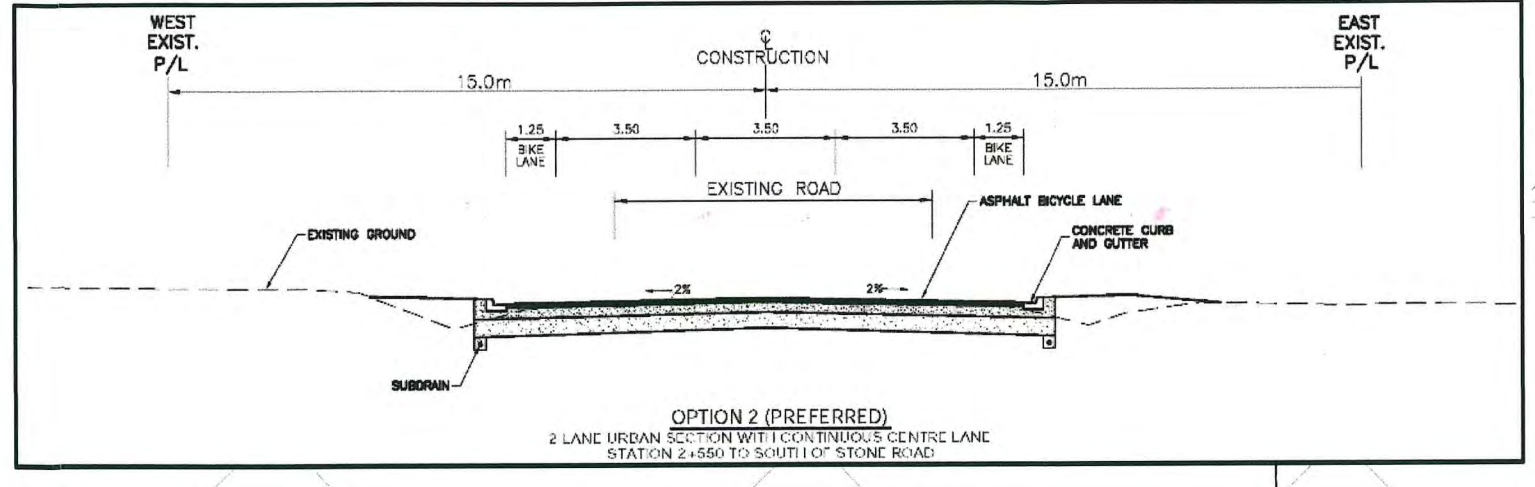 WEST
EXIST.
P/L
EAST
EXIST.
P/L
CL
CONSTRUCTION
15.0m 15.0m
1.25 3.50 3.50 3.50 1.25
BIKE
LANE
BIKE
LANE
EXISTING ROAD
ASPHALT BICYCLE LANE
EXISTING GROUND
CONCRETE CURB
AND GUTTER
2% 2%
SUBDRAIN
OPTION 2 (PREFERRED)
2 LANE URBAN SECTION WITH CONTINUOUS CENTRE LANE
STATION 2+550 TO SOUTH OF STONE ROAD